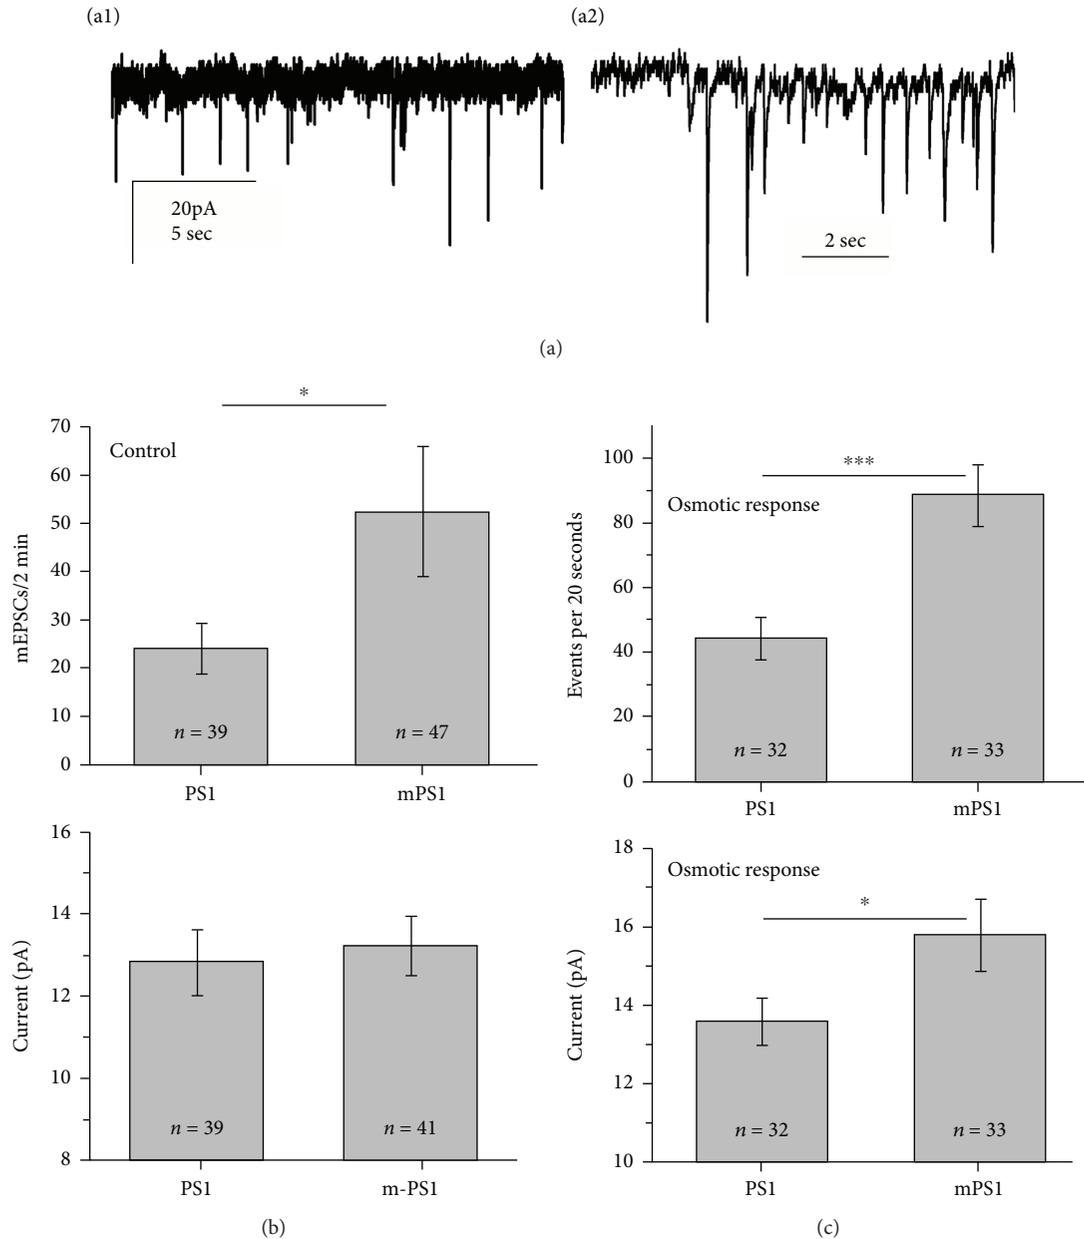 (a1)
(a2)
20pA
5 sec
2 sec
(a)
*
70
60
50
40
30
20
10
0
mEPSCs/2 min
Control
n = 39
n = 47
PS1
mPS1
***
100
80
60
40
20
0
Events per 20 seconds
Osmotic response
n = 32
n = 33
PS1
mPS1
16
14
12
10
8
Current (pA)
n = 39
n = 41
PS1
m-PS1
(b)
18
16
14
12
10
Current (pA)
Osmotic response
*
n = 32
n = 33
PS1
mPS1
(c)